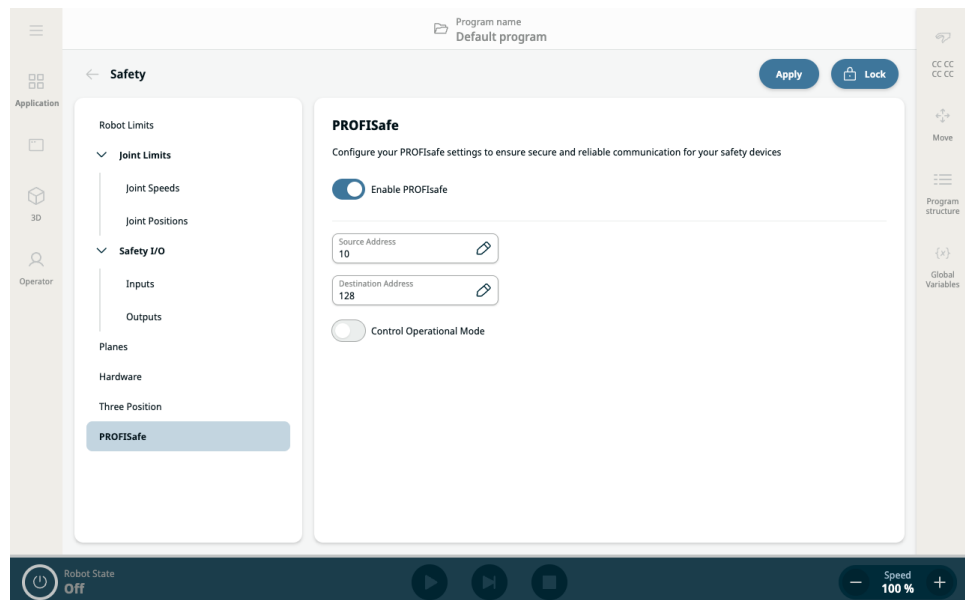 Program name
Default program
Safety
Apply
Lock
CC CC
CC CC
Application
Move
3D
Program
structure
Operator
{x}
Global
Variables
Robot Limits
Joint Limits
Joint Speeds
Joint Positions
Safety I/O
Inputs
Outputs
Planes
Hardware
Three Position
PROFISafe
PROFISafe
Configure your PROFIsafe settings to ensure secure and reliable communication for your safety devices
Enable PROFIsafe
Source Address
10
Destination Address
128
Control Operational Mode
Robot State
Off
Speed
100 %